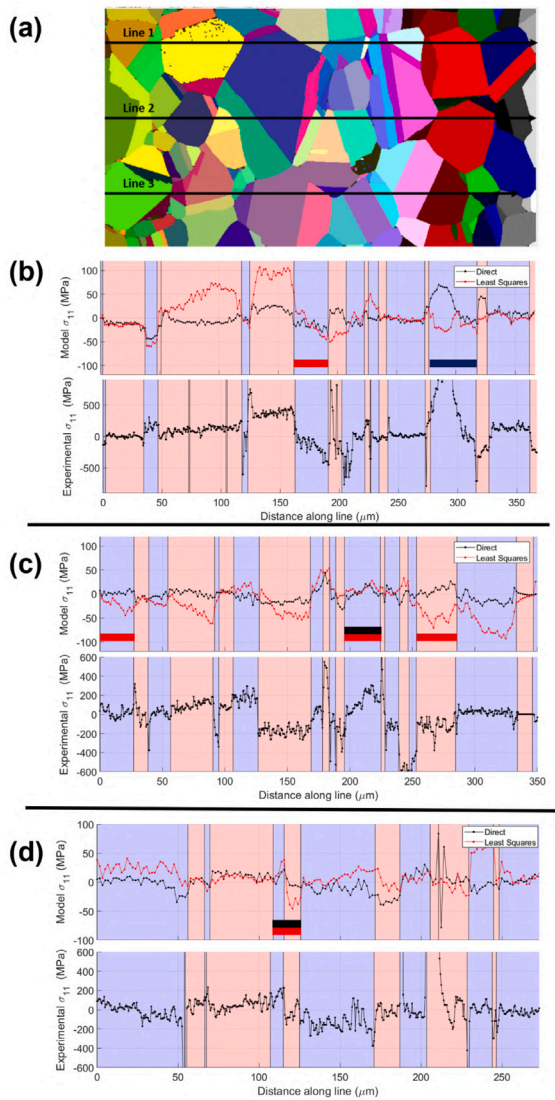 (a)
Line 1
Line 2
Line 3
(b)
Model σ11 (MPa)
100
50
0
-50
-100
Direct
Least Squares
Experimental σ11 (MPa)
500
0
-500
0
50
100
150
200
250
300
350
Distance along line (μm)
(c)
Model σ11 (MPa)
100
50
0
-50
-100
Direct
Least Squares
Experimental σ11 (MPa)
600
400
200
0
-200
-400
-600
0
50
100
150
200
250
300
350
Distance along line (μm)
(d)
Model σ11 (MPa)
100
50
0
-50
-100
Direct
Least Squares
Experimental σ11 (MPa)
600
400
200
0
-200
-400
-600
0
50
100
150
200
250
Distance along line (μm)